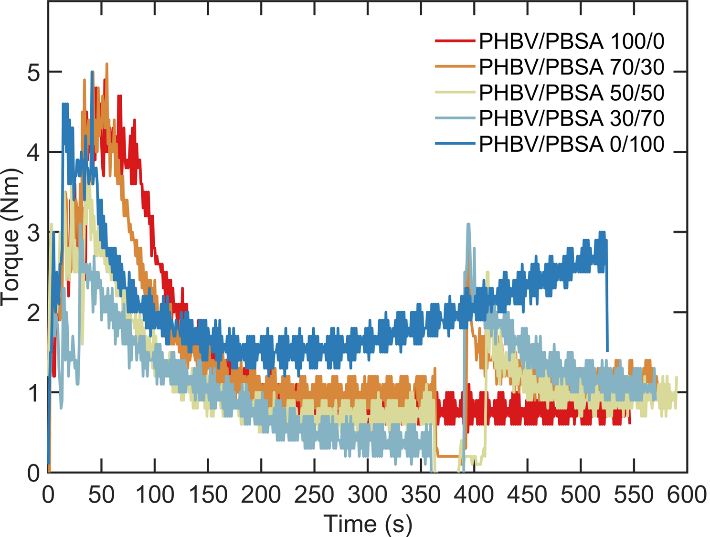 PHBV/PBSA 100/0
PHBV/PBSA 70/30
PHBV/PBSA 50/50
PHBV/PBSA 30/70
PHBV/PBSA 0/100
Torque (Nm)
5
4
3
2
1
0
0 50 100 150 200 250 300 350 400 450 500 550 600
Time (s)